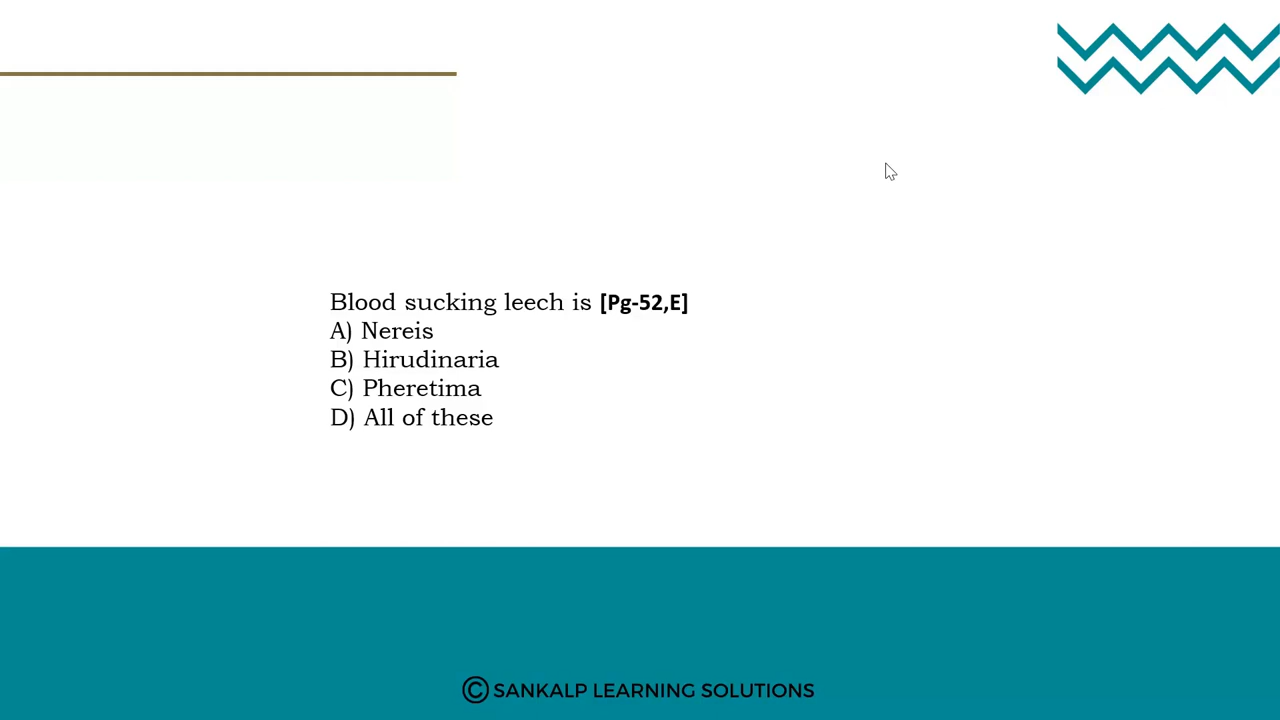 Blood sucking leech is [Pg-52,E]
A) Nereis
B) Hirudinaria
C) Pheretima
D) All of these
© SANKALP LEARNING SOLUTIONS